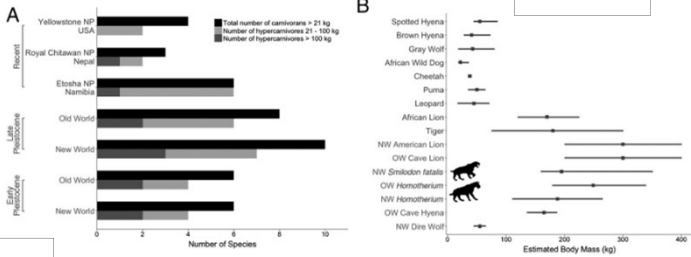 A
Yellowstone NP
USA
Royal Chitawan NP
Nepal
Etosha NP
Namibia
Old World
New World
Old World
New World
Recent
Late
Pleistocene
Early
Pleistocene
Total number of carnivorans > 21 kg
Number of hypercarnivores 21 - 100 kg
Number of hypercarnivores > 100 kg
0 2 4 6 8 10
Number of Species
B
Spotted Hyena
Brown Hyena
Gray Wolf
African Wild Dog
Cheetah
Puma
Leopard
African Lion
Tiger
NW American Lion
OW Cave Lion
NW Smilodon fatalis
OW Homotherium
NW Homotherium
OW Cave Hyena
NW Dire Wolf
0 100 200 300 400
Estimated Body Mass (kg)